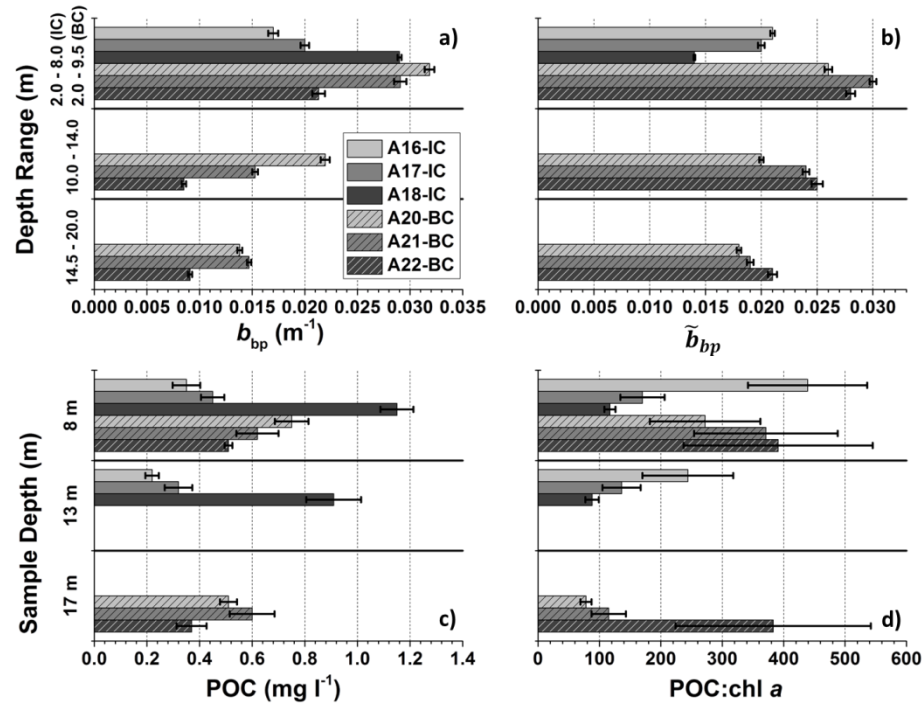 Depth Range (m)
2.0 - 8.0 (IC)
2.0 - 9.5 (BC)
10.0 - 14.0
14.5 - 20.0
a)
A16-IC
A17-IC
A18-IC
A20-BC
A21-BC
A22-BC
0.000 0.005 0.010 0.015 0.020 0.025 0.030 0.035
b_bp (m⁻¹)
b)
0.000 0.005 0.010 0.015 0.020 0.025 0.030
b̃_bp
Sample Depth (m)
8 m
13 m
17 m
c)
0.0 0.2 0.4 0.6 0.8 1.0 1.2 1.4
POC (mg l⁻¹)
d)
0 100 200 300 400 500 600
POC:chl a